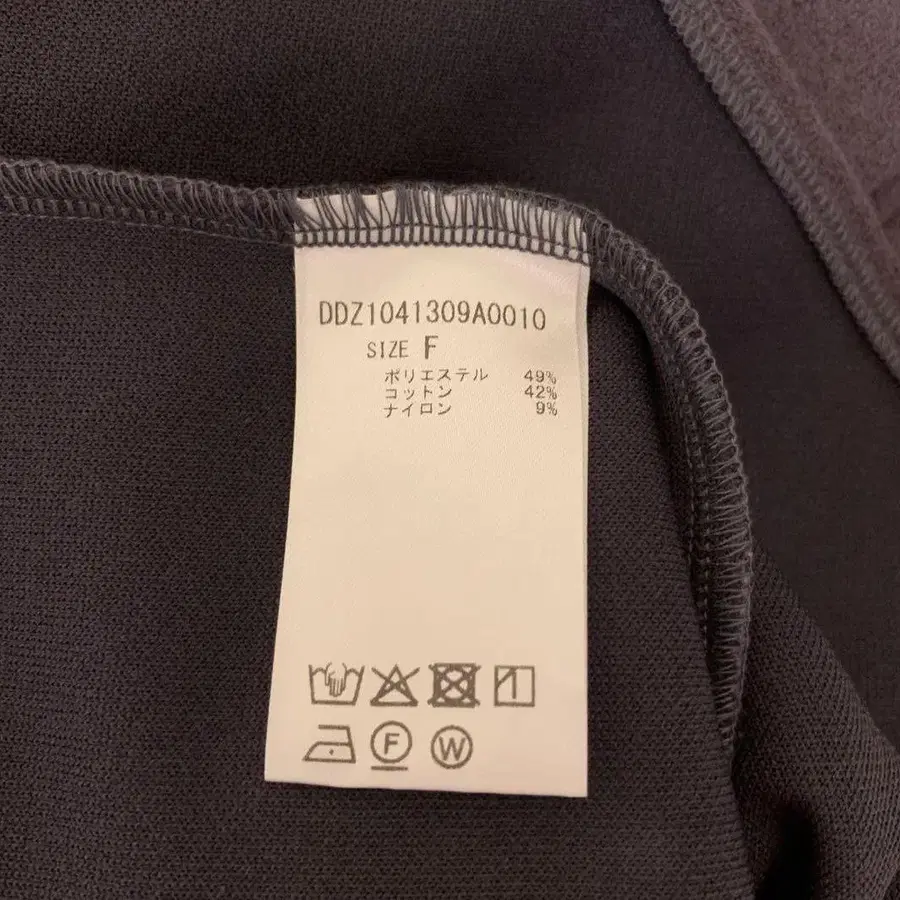 DDZ1041309A0010
SIZE F
ポリエステル 49%
コットン 42%
ナイロン 9%
F W